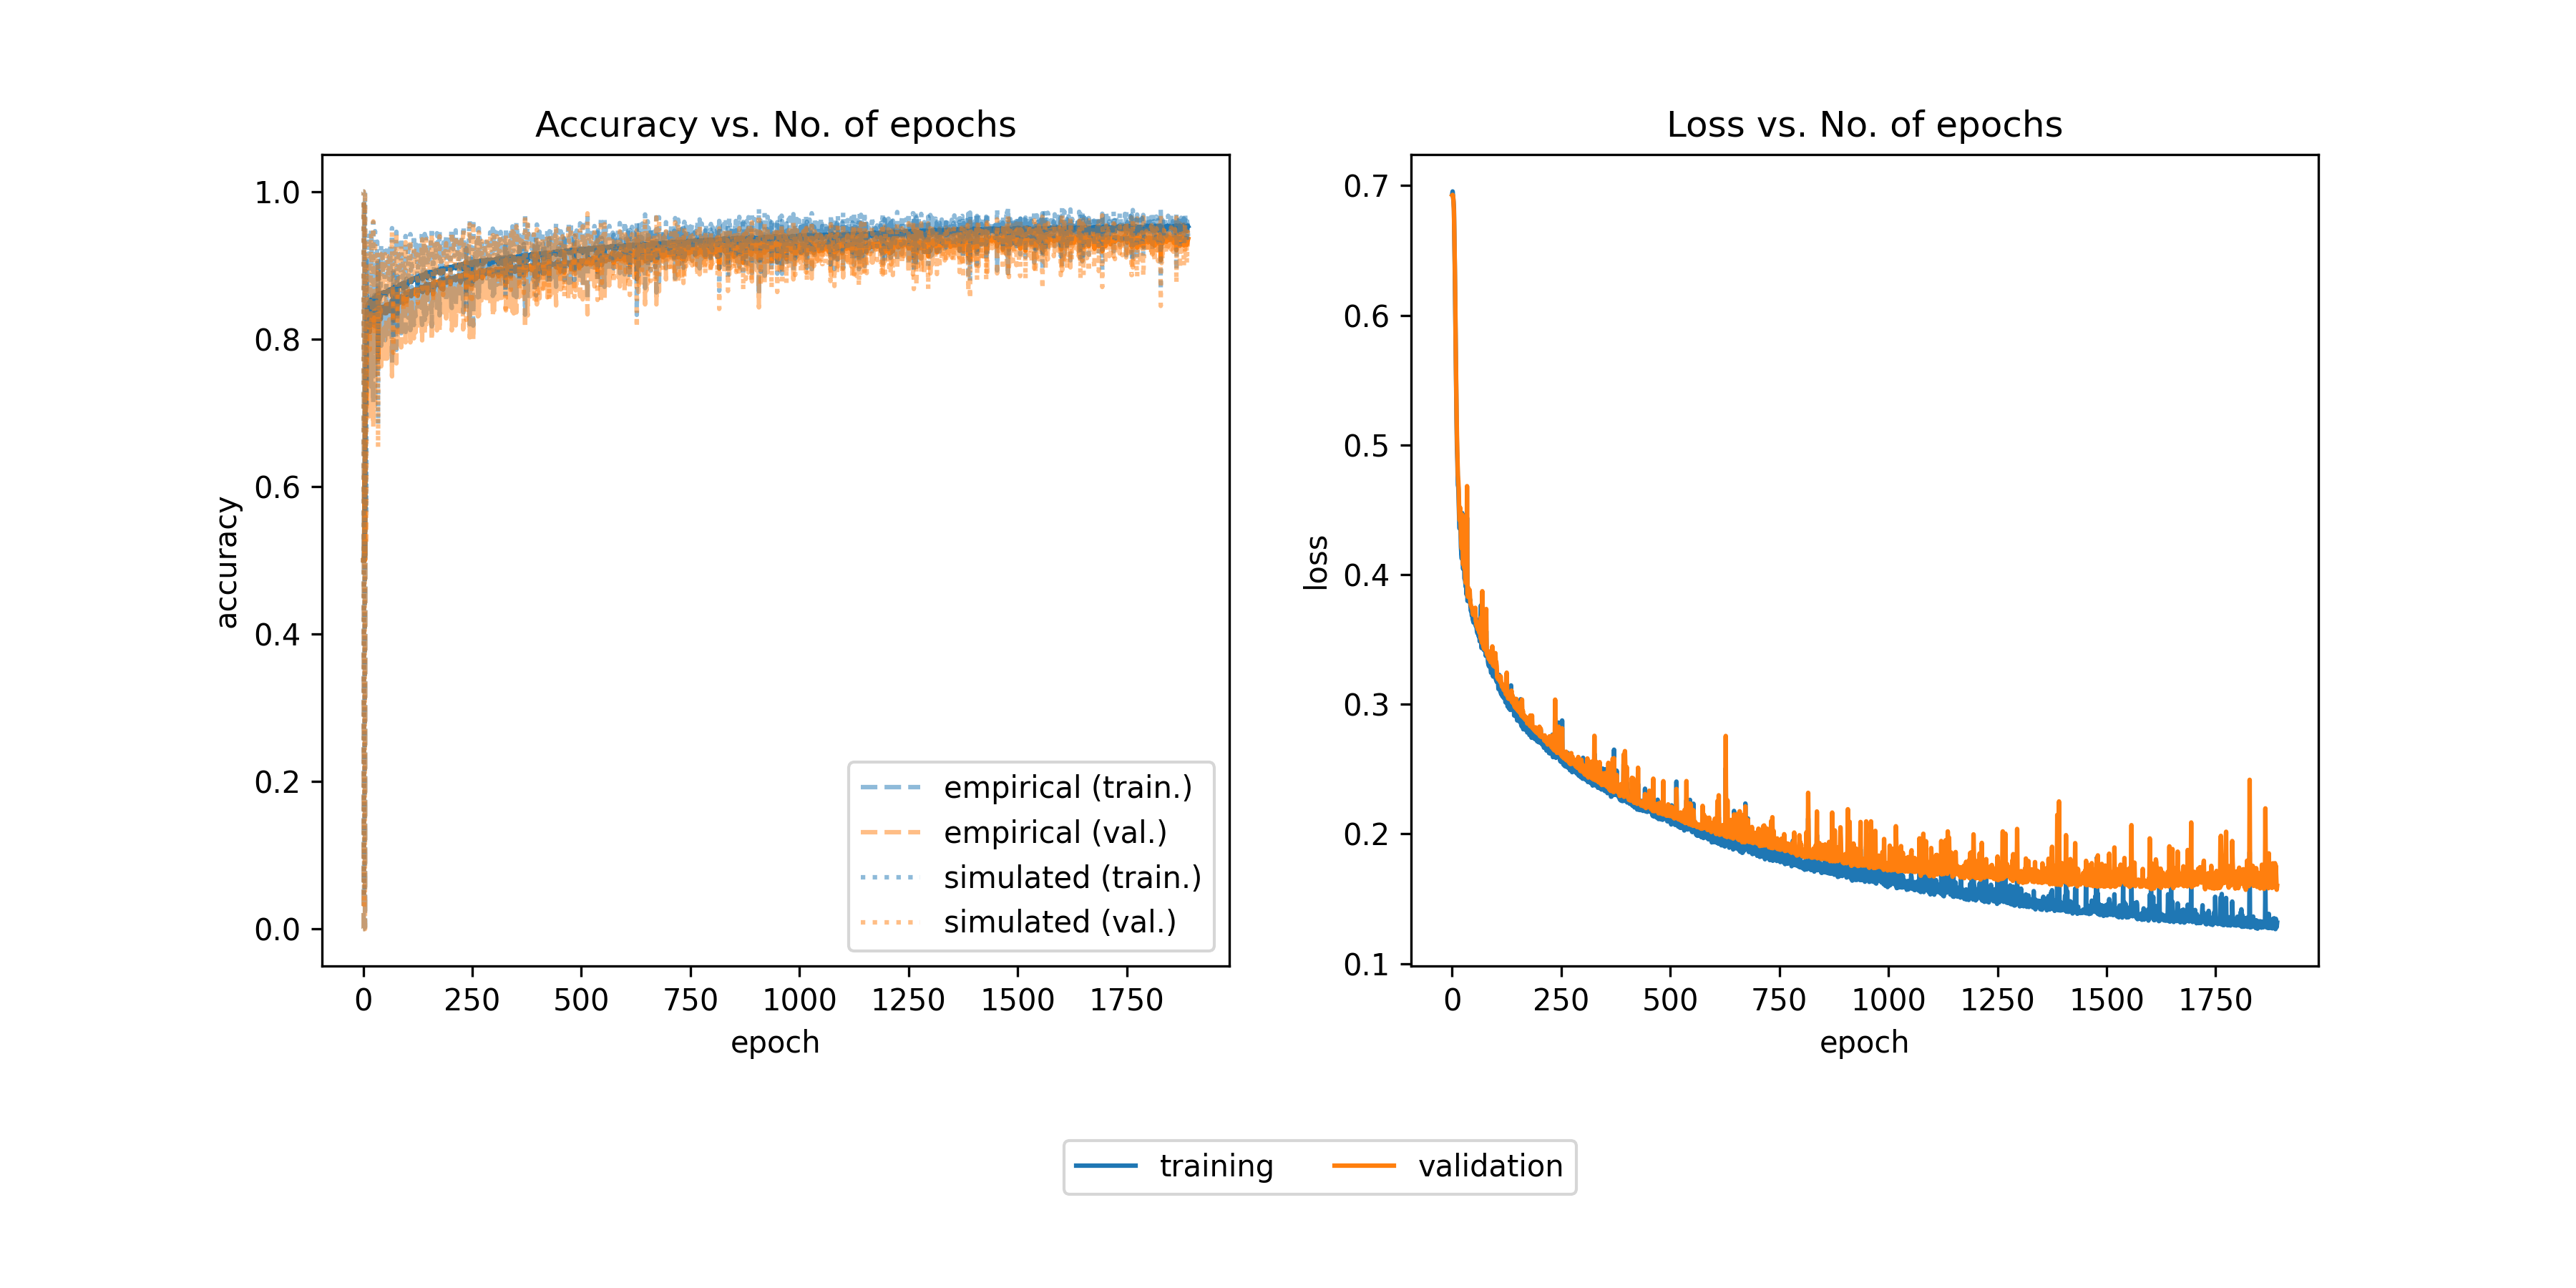 Accuracy vs. No. of epochs
1.0
0.8
0.6
0.4
0.2
0.0
accuracy
0 250 500 750 1000 1250 1500 1750
epoch
empirical (train.)
empirical (val.)
simulated (train.)
simulated (val.)
Loss vs. No. of epochs
0.7
0.6
0.5
0.4
0.3
0.2
0.1
loss
0 250 500 750 1000 1250 1500 1750
epoch
training validation